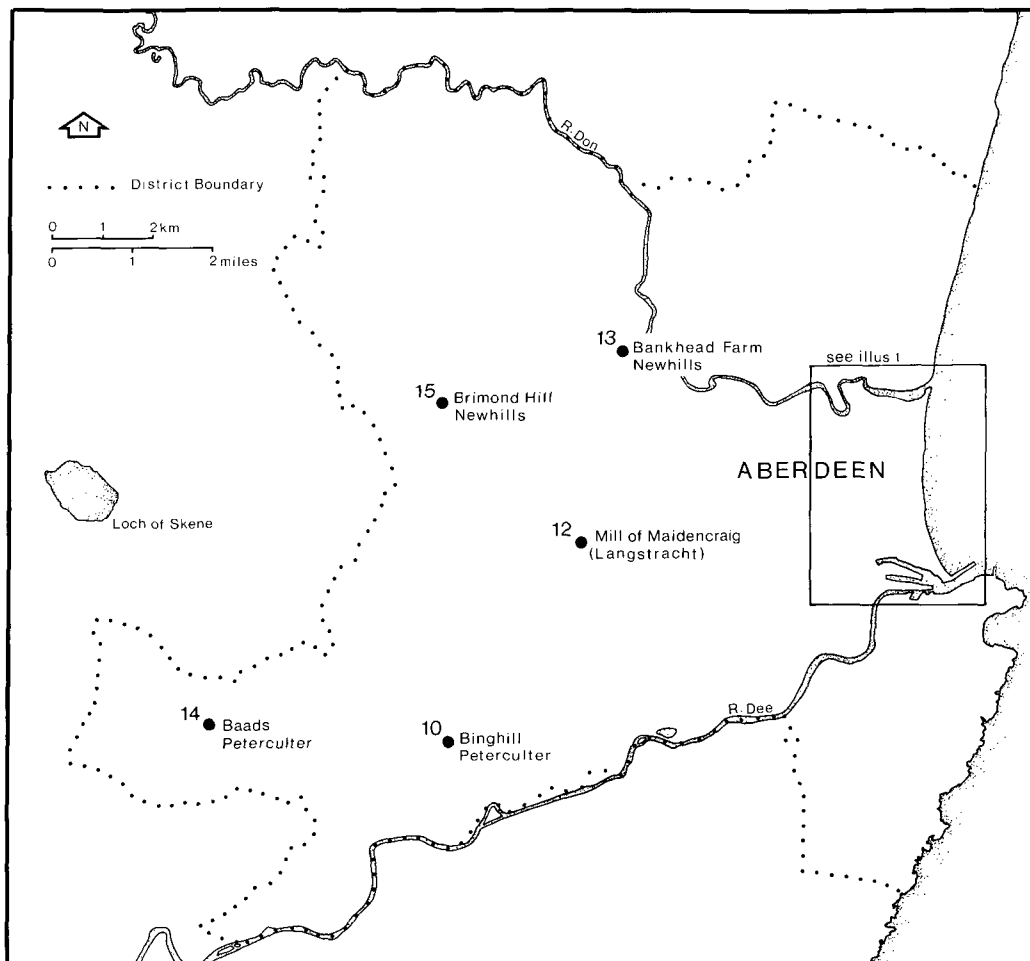 R. Don
N
District Boundary
0 1 2km
0 1 2 miles
13
Bankhead Farm
Newhills
see illus 1
15
Brimond Hill
Newhills
ABERDEEN
Loch of Skene
12
Mill of Maidencraig
(Langstracht)
R. Dee
14
Baads
Peterculter
10
Binghill
Peterculter